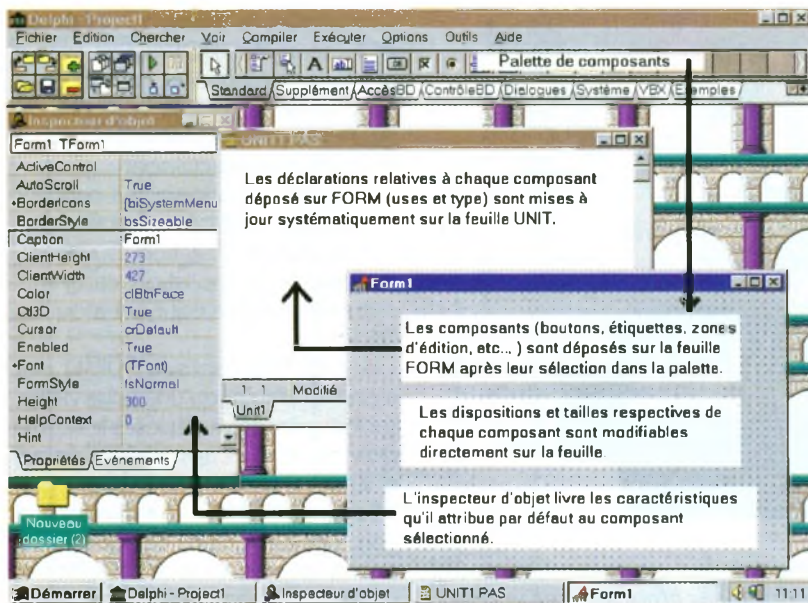 Delphi - Project1
Fichier Edition Chercher Voir Compiler Exécuter Options Outils Aide
Palette de composants
Standard Supplément AccèsBD ContrôleBD Dialogues Système VBX Exemples
Inspecteur d'objet
Form1 TForm1
UNIT1 PAS
ActiveControl
AutoScroll True
+BorderIcons [biSystemMenu
BorderStyle bsSizeable
Caption Form1
ClientHeight 273
ClientWidth 427
Color clBtnFace
Ctl3D True
Cursor crDefault
Enabled True
+Font (TFont)
FormStyle fsNormal
Height 300
HelpContext 0
Hint
Propriétés Evénements
Les déclarations relatives à chaque composant
déposé sur FORM (uses et type) sont mises à
jour systématiquement sur la feuille UNIT.
1: 1 Modifié
Unit1
Form1
Les composants (boutons, étiquettes, zones
d'édition, etc... ) sont déposés sur la feuille
FORM après leur sélection dans la palette.
Les dispositions et tailles respectives de
chaque composant sont modifiables
directement sur la feuille
L'inspecteur d'objet livre les caractéristiques
qu'il attribue par défaut au composant
sélectionné.
Nouveau
dossier (2)
Démarrer Delphi - Project1 Inspecteur d'objet UNIT1 PAS Form1 11:11